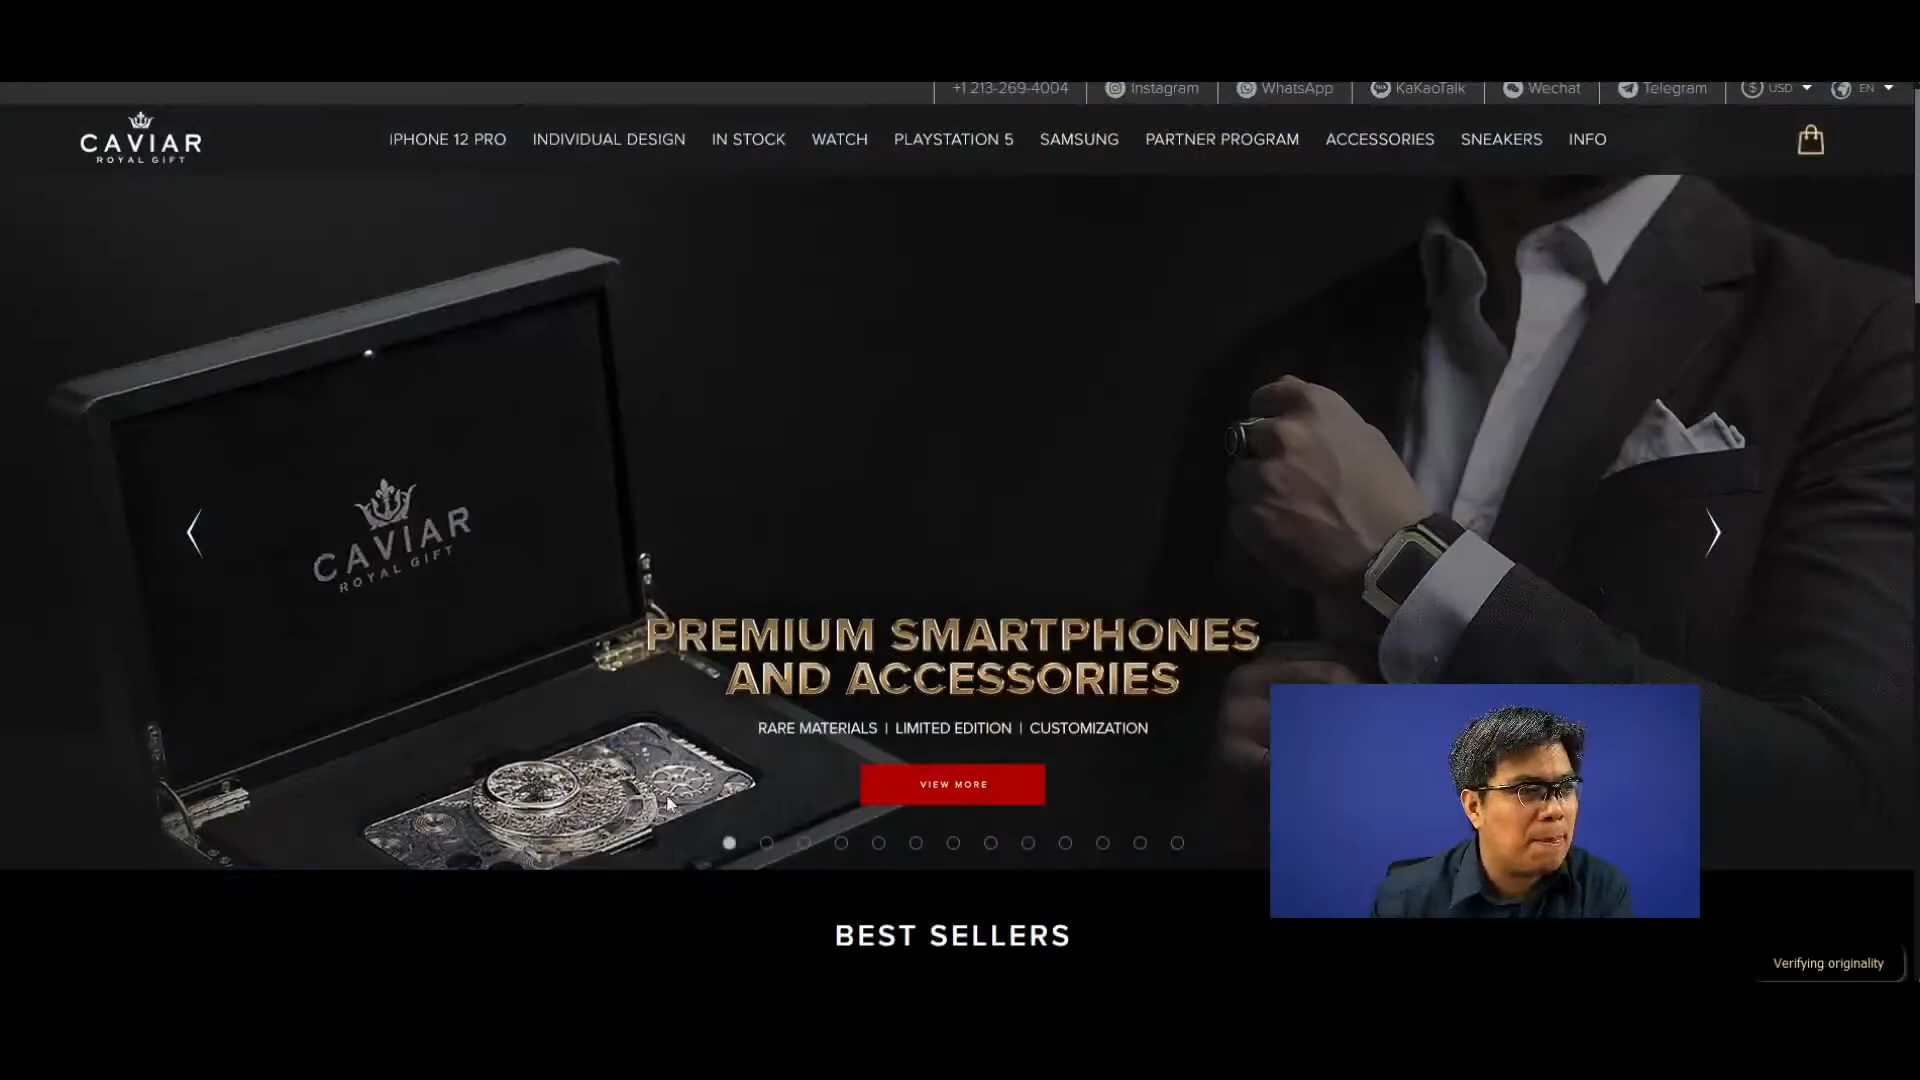 +1 213-269-4004 Instagram WhatsApp KaKaoTalk Wechat Telegram $ USD EN
CAVIAR
ROYAL GIFT
IPHONE 12 PRO INDIVIDUAL DESIGN IN STOCK WATCH PLAYSTATION 5 SAMSUNG PARTNER PROGRAM ACCESSORIES SNEAKERS INFO
CAVIAR
ROYAL GIFT
PREMIUM SMARTPHONES
AND ACCESSORIES
RARE MATERIALS | LIMITED EDITION | CUSTOMIZATION
VIEW MORE
BEST SELLERS
Verifying originality